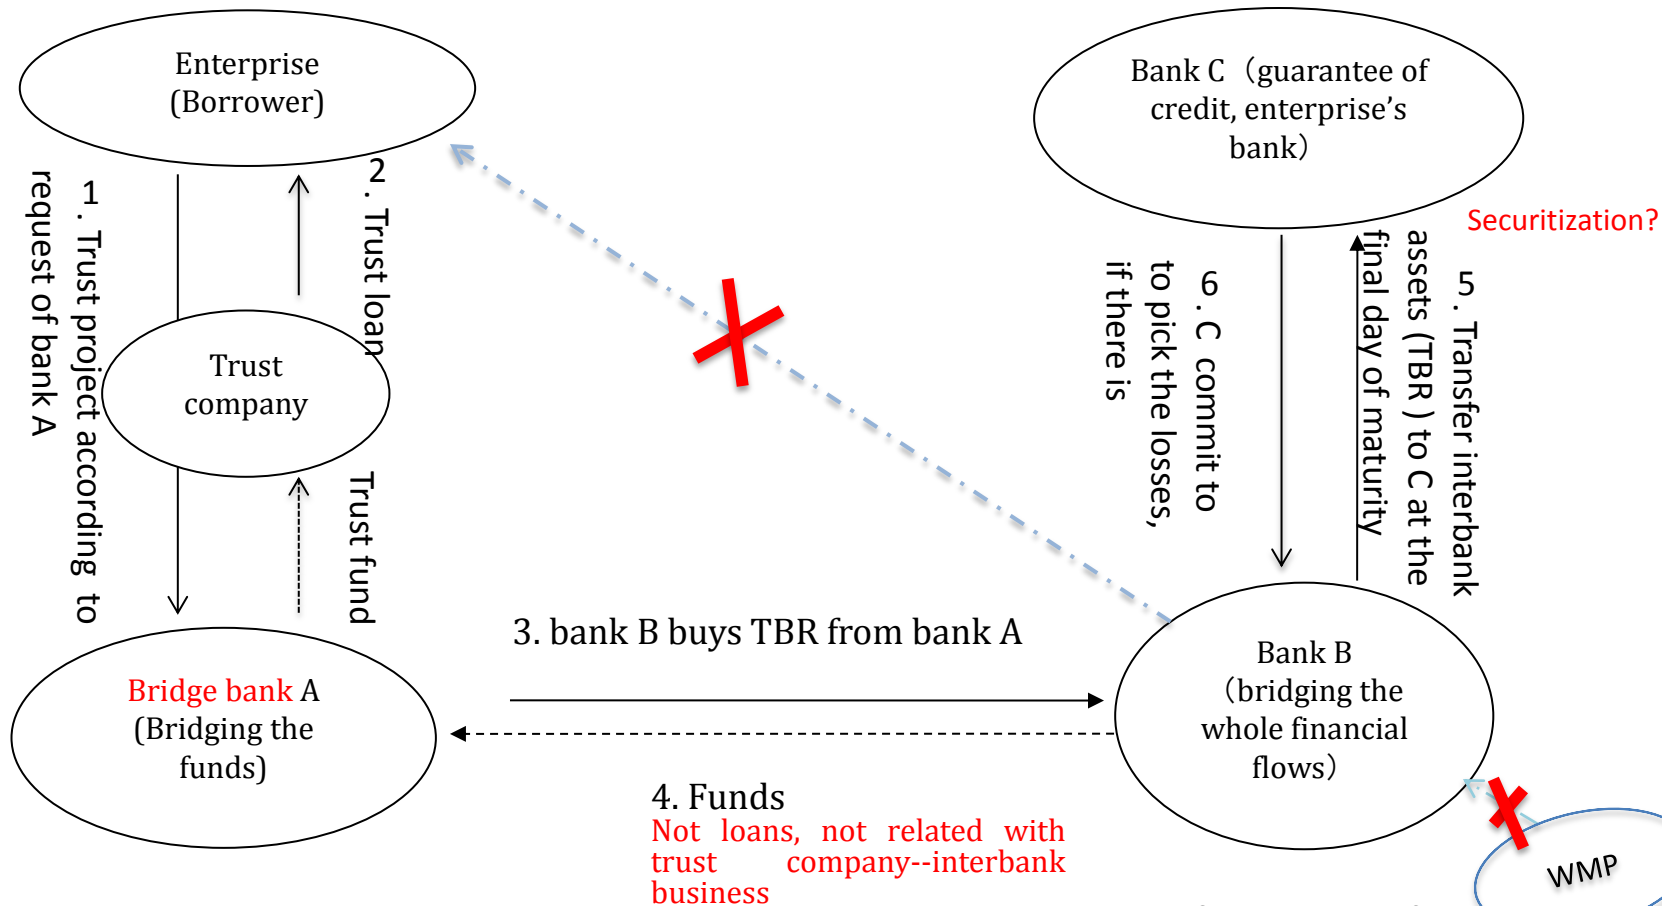 Enterprise
(Borrower)
Bank C（guarantee of
credit, enterprise’s
bank）
Securitization?
1. Trust project according to
request of bank A
2. Trust loan
Trust
company
Trust fund
6. C commit to
to pick the losses,
if there is
5. Transfer interbank
assets (TBR) to C at the
final day of maturity
3. bank B buys TBR from bank A
Bridge bank A
(Bridging the
funds)
Bank B
（bridging the
whole financial
flows）
4. Funds
Not loans, not related with
trust company--interbank
business
WMP